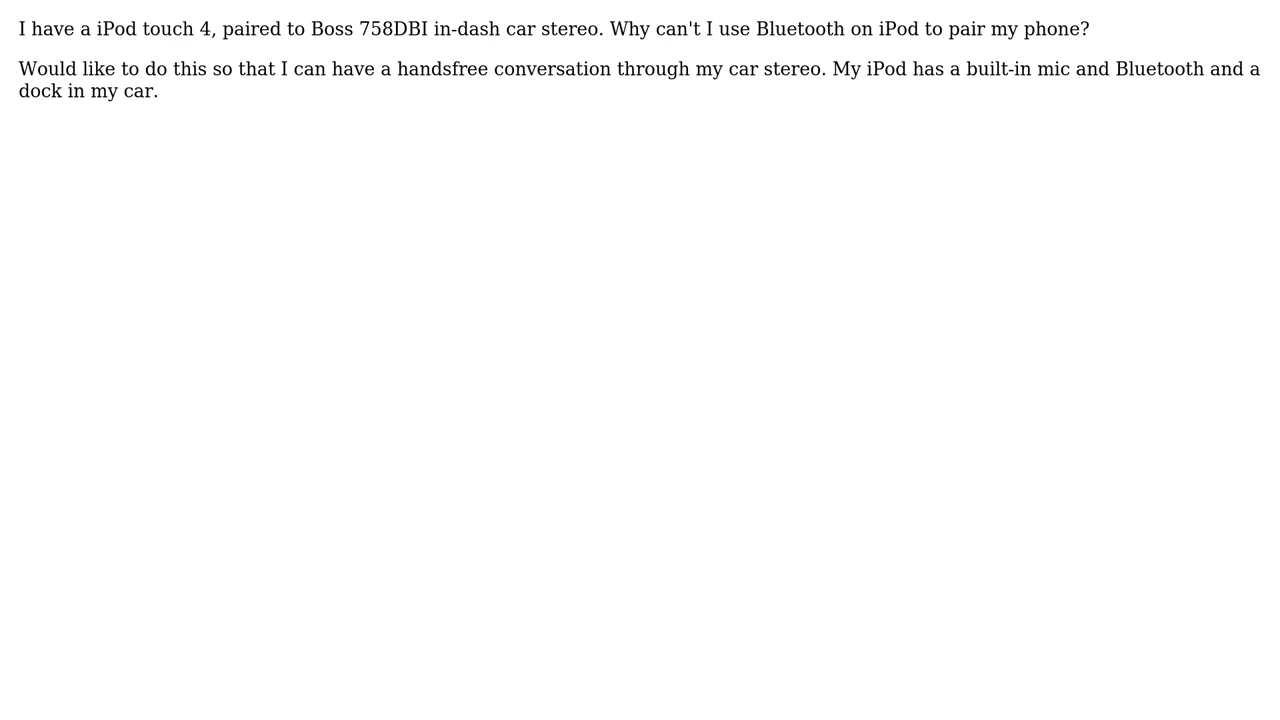 I have a iPod touch 4, paired to Boss 758DBI in-dash car stereo. Why can't I use Bluetooth on iPod to pair my phone?
Would like to do this so that I can have a handsfree conversation through my car stereo. My iPod has a built-in mic and Bluetooth and a
dock in my car.